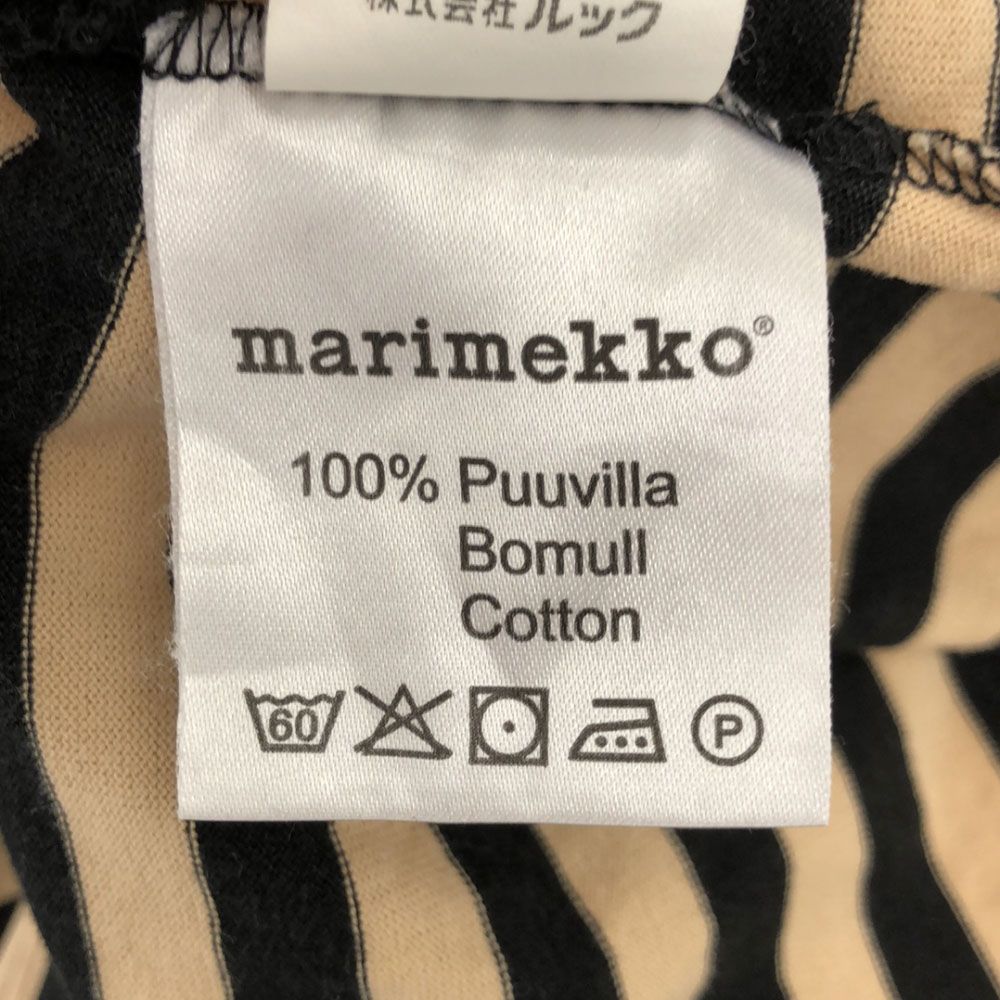 株式会社ルック
marimekko®
100% Puuvilla
Bomull
Cotton
60
P